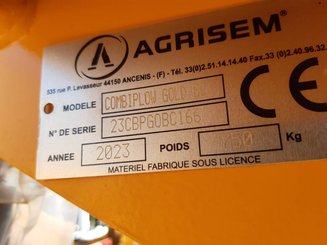 AGRISEM®
535 rue P. Levasseur 44150 ANCENIS - (F) - Tél. 33(0)2.51.14.14.40 Fax.33 (0)2.40.96.32.
MODELE COMBIPLOW GOLD
N° DE SERIE 23CBPGOBC166
ANNEE 2023 POIDS Kg
MATERIEL FABRIQUE SOUS LICENCE
CE